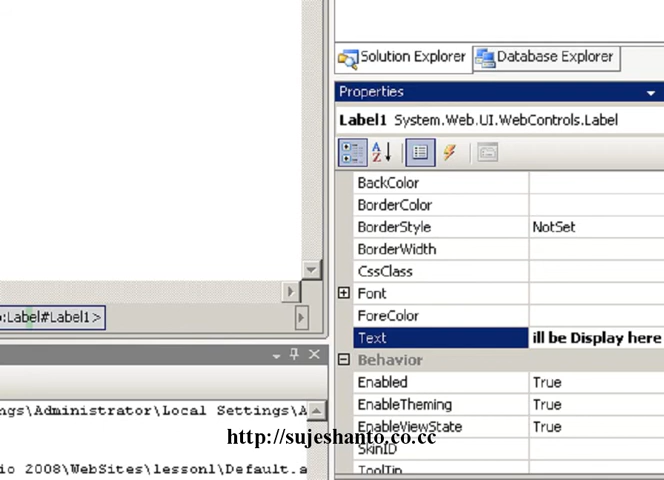 Solution Explorer Database Explorer
Properties
Label1 System.Web.UI.WebControls.Label
BackColor
BorderColor
BorderStyle NotSet
BorderWidth
CssClass
Font
ForeColor
:Label#Label1>
Text ill be Display here
Behavior
Enabled True
ngs\Administrator\Local Settings\A
EnableTheming True
EnableViewState True
http://sujeshanto.co.cc
SkinID
io 2008\WebSites\lesson1\Default.a
ToolTip